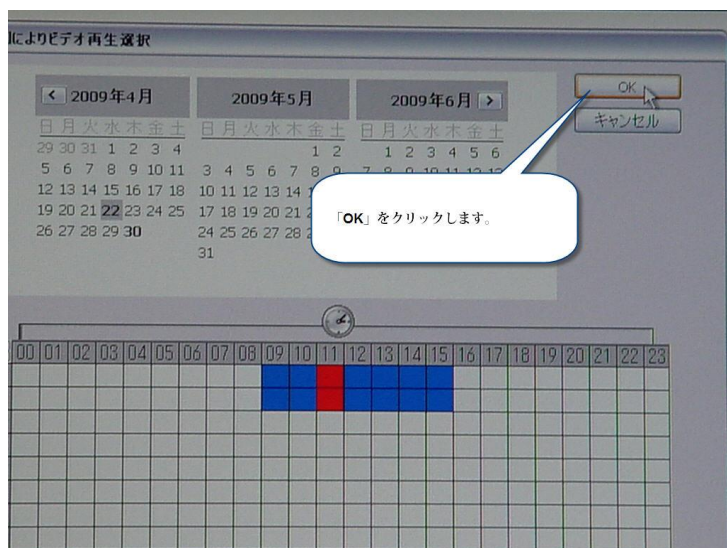 によりビデオ再生選択
2009年4月 2009年5月 2009年6月
日 月 火 水 木 金 土 日 月 火 水 木 金 土 日 月 火 水 木 金 土
29 30 31 1 2 3 4 1 2 1 2 3 4 5 6
5 6 7 8 9 10 11 3 4 5 6 7 8 9 7 8 9 10 11 12 13
12 13 14 15 16 17 18 10 11 12 13 14
19 20 21 22 23 24 25 17 18 19 20 21
26 27 28 29 30 24 25 26 27 28
31
OK
キャンセル
「OK」をクリックします。
00 01 02 03 04 05 06 07 08 09 10 11 12 13 14 15 16 17 18 19 20 21 22 23